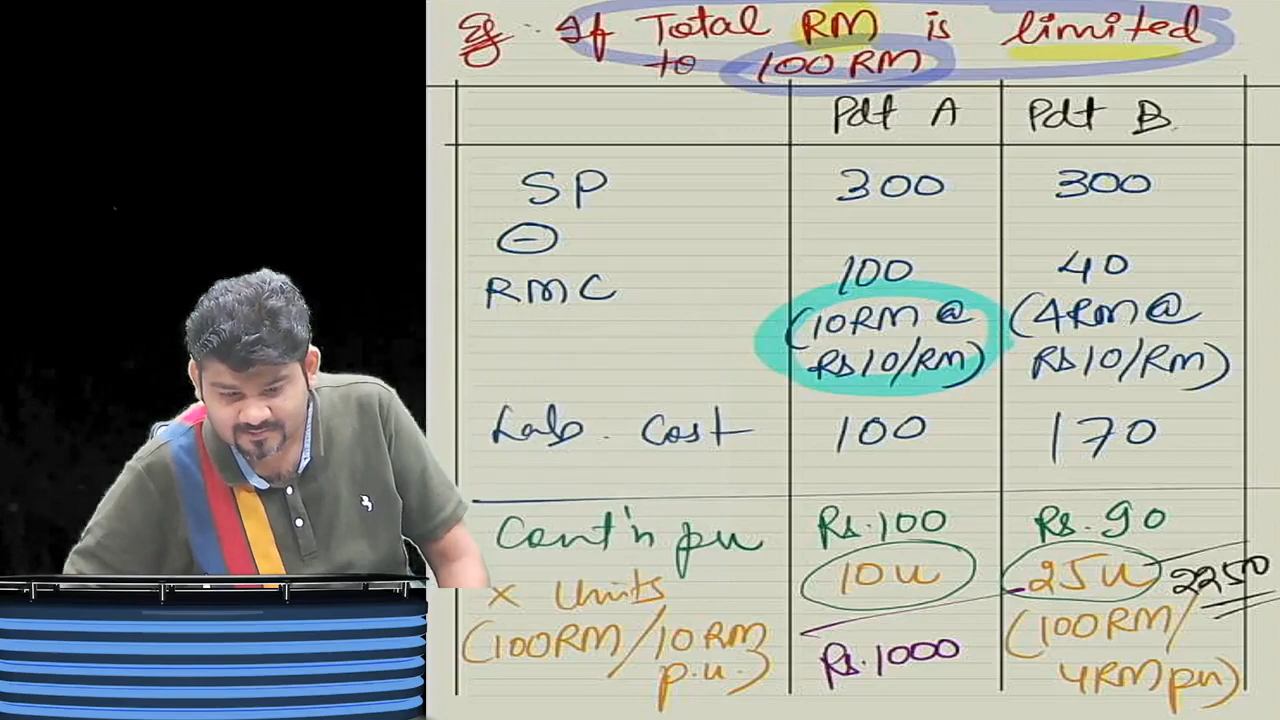 Eg. If Total RM is limited
to 100 RM
Pdt A Pdt B
SP 300 300
⊖
RMC 100 40
(10RM @ (4RM @
Rs10/RM) Rs10/RM)
Lab. Cost 100 170
Cont'n pu Rs.100 Rs.90
× Units 10u 25u 2250
(100RM/10RM (100RM/
p.u.) Rs.1000 4RM pu)